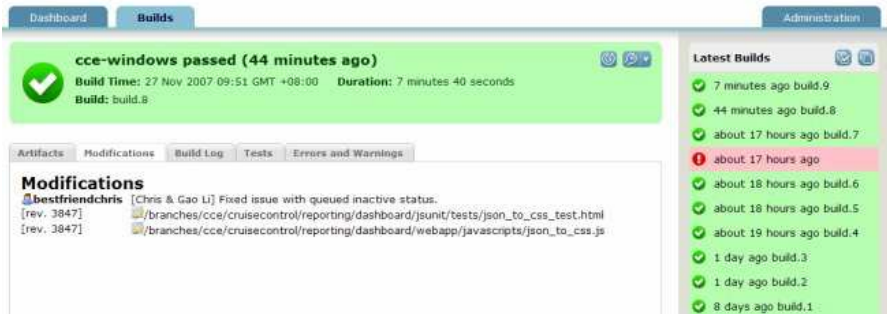 Dashboard
Builds
Administration
cce-windows passed (44 minutes ago)
Build Time: 27 Nov 2007 09:51 GMT +08:00 Duration: 7 minutes 40 seconds
Build: build.8
Artifacts Modifications Build Log Tests Errors and Warnings
Modifications
bestfriendchris [Chris & Gao Li] Fixed issue with queued inactive status.
[rev. 3847] /branches/cce/cruisecontrol/reporting/dashboard/jsunit/tests/json_to_css_test.html
[rev. 3847] /branches/cce/cruisecontrol/reporting/dashboard/webapp/javascripts/json_to_css.js
Latest Builds
7 minutes ago build.9
44 minutes ago build.8
about 17 hours ago build.7
about 17 hours ago
about 18 hours ago build.6
about 18 hours ago build.5
about 19 hours ago build.4
1 day ago build.3
1 day ago build.2
8 days ago build.1